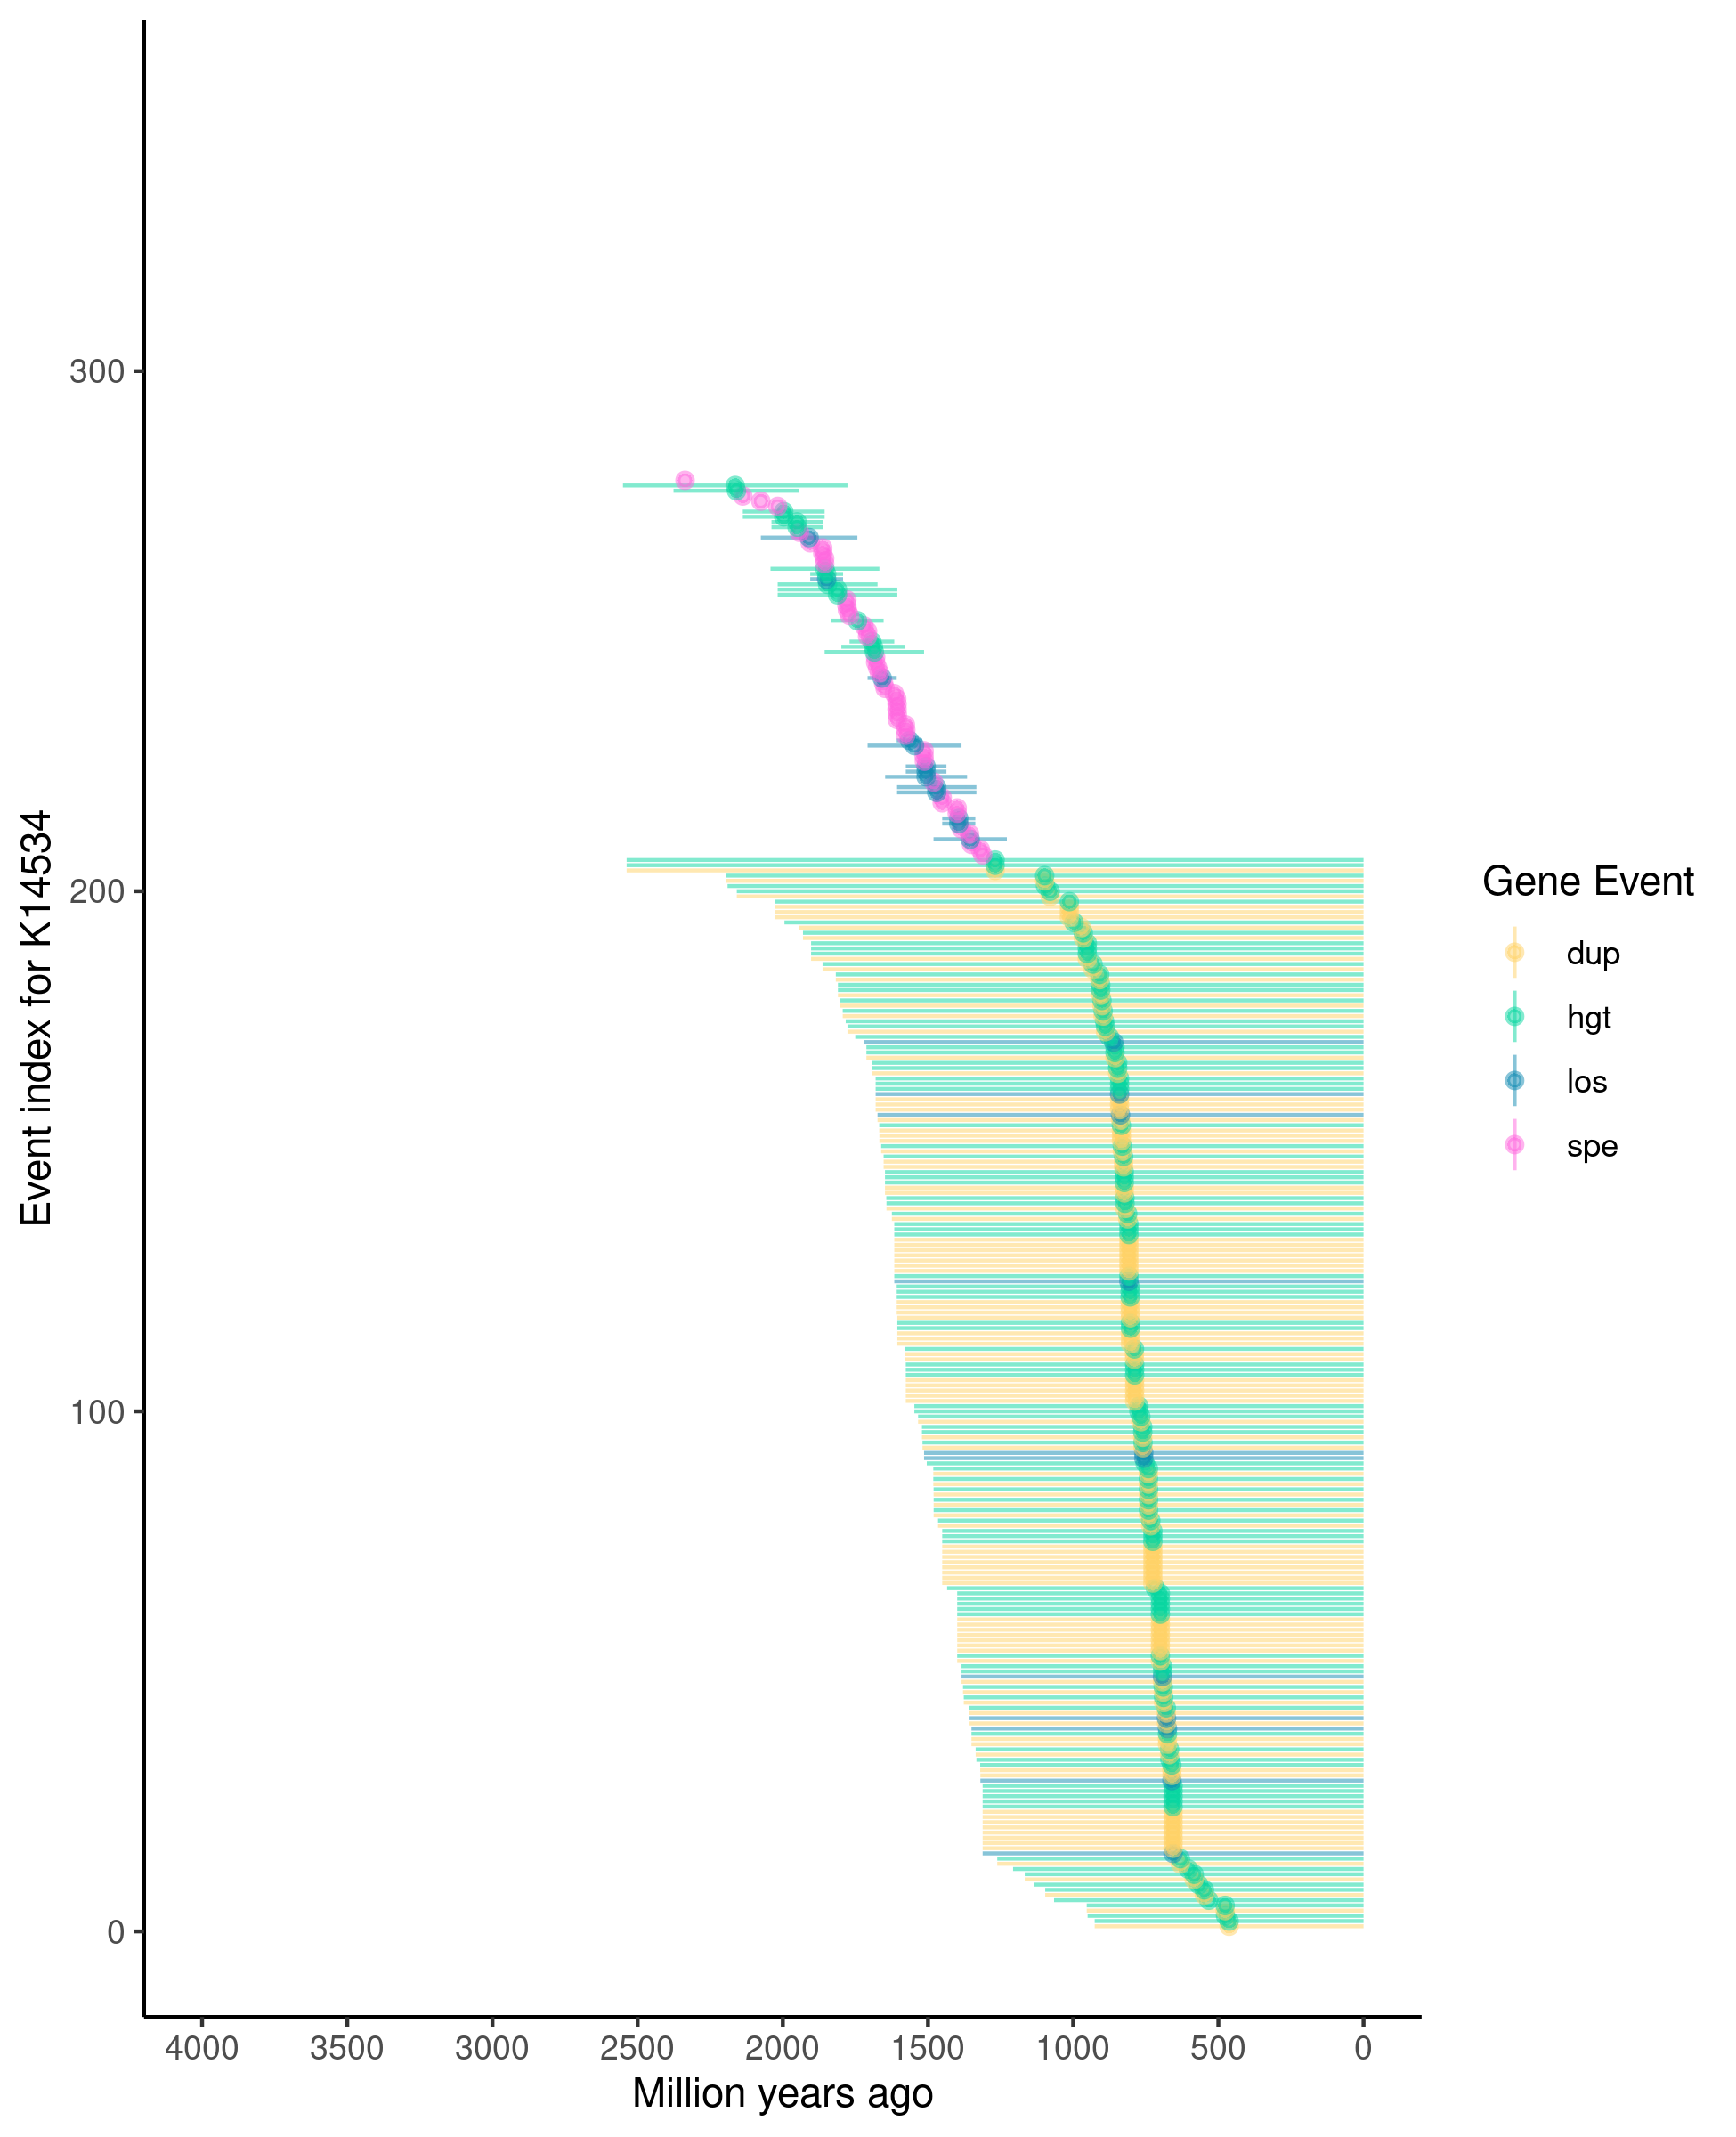 Event index for K14534
300
200
100
0
4000 3500 3000 2500 2000 1500 1000 500 0
Million years ago
Gene Event
dup
hgt
los
spe